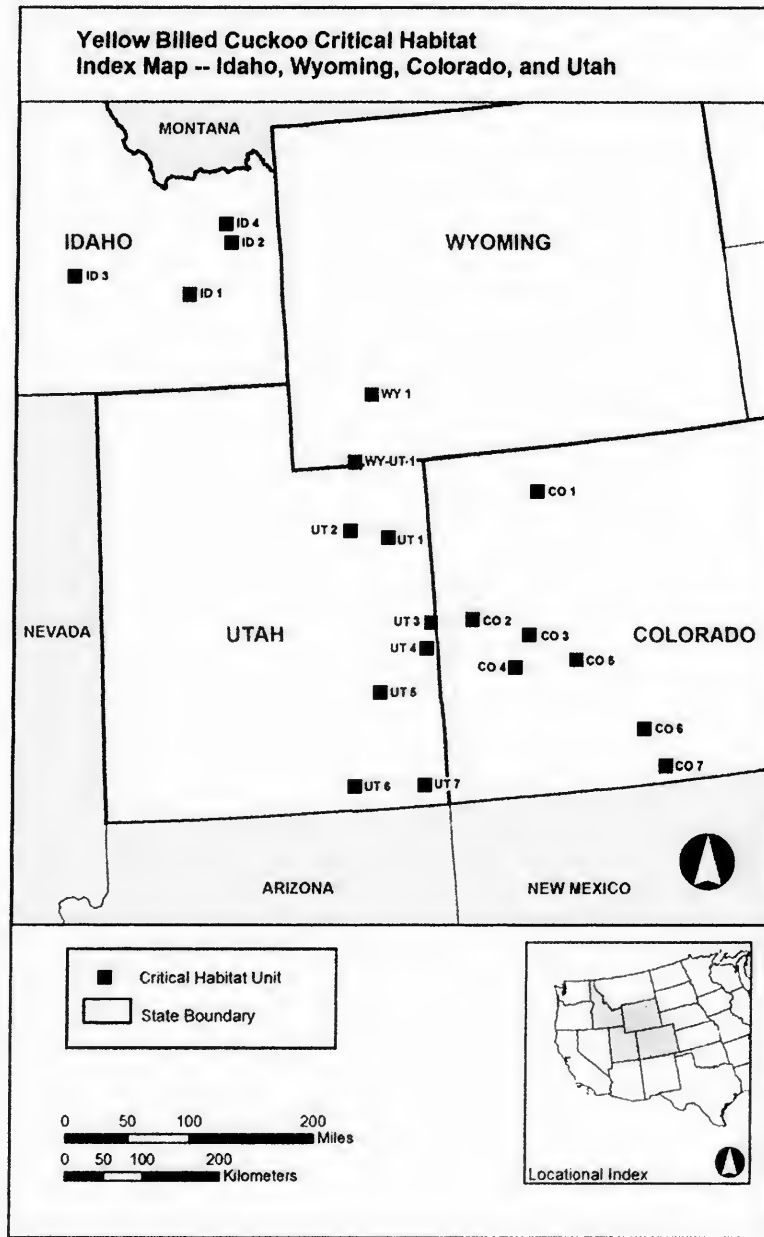 Yellow Billed Cuckoo Critical Habitat
Index Map -- Idaho, Wyoming, Colorado, and Utah
MONTANA
ID 4
IDAHO
ID 2
WYOMING
ID 3
ID 1
WY 1
WY-UT-1
CO 1
UT 2
UT 1
NEVADA
UTAH
UT 3
CO 2
CO 3
COLORADO
UT 4
CO 4
CO 5
UT 5
CO 6
CO 7
UT 6
UT 7
ARIZONA
NEW MEXICO
Critical Habitat Unit
State Boundary
0 50 100 200
Miles
0 50 100 200
Kilometers
Locational Index